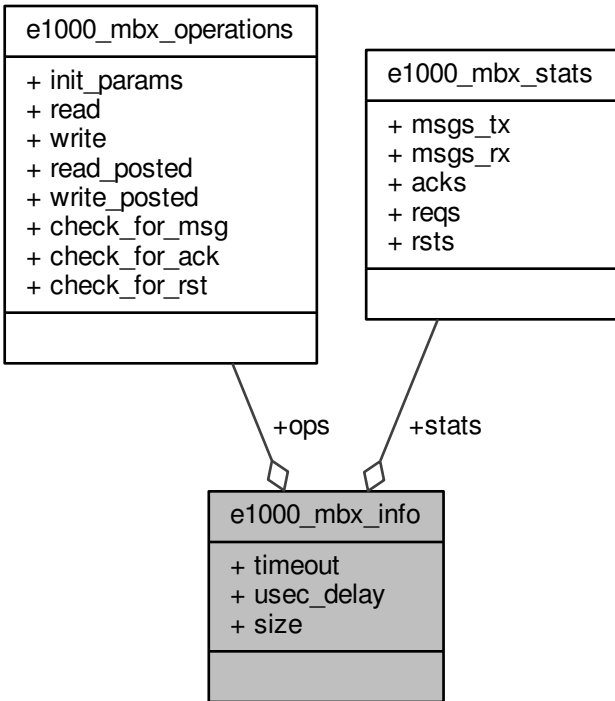 e1000_mbx_operations
+ init_params
+ read
+ write
+ read_posted
+ write_posted
+ check_for_msg
+ check_for_ack
+ check_for_rst
e1000_mbx_stats
+ msgs_tx
+ msgs_rx
+ acks
+ reqs
+ rsts
+ops
+stats
e1000_mbx_info
+ timeout
+ usec_delay
+ size